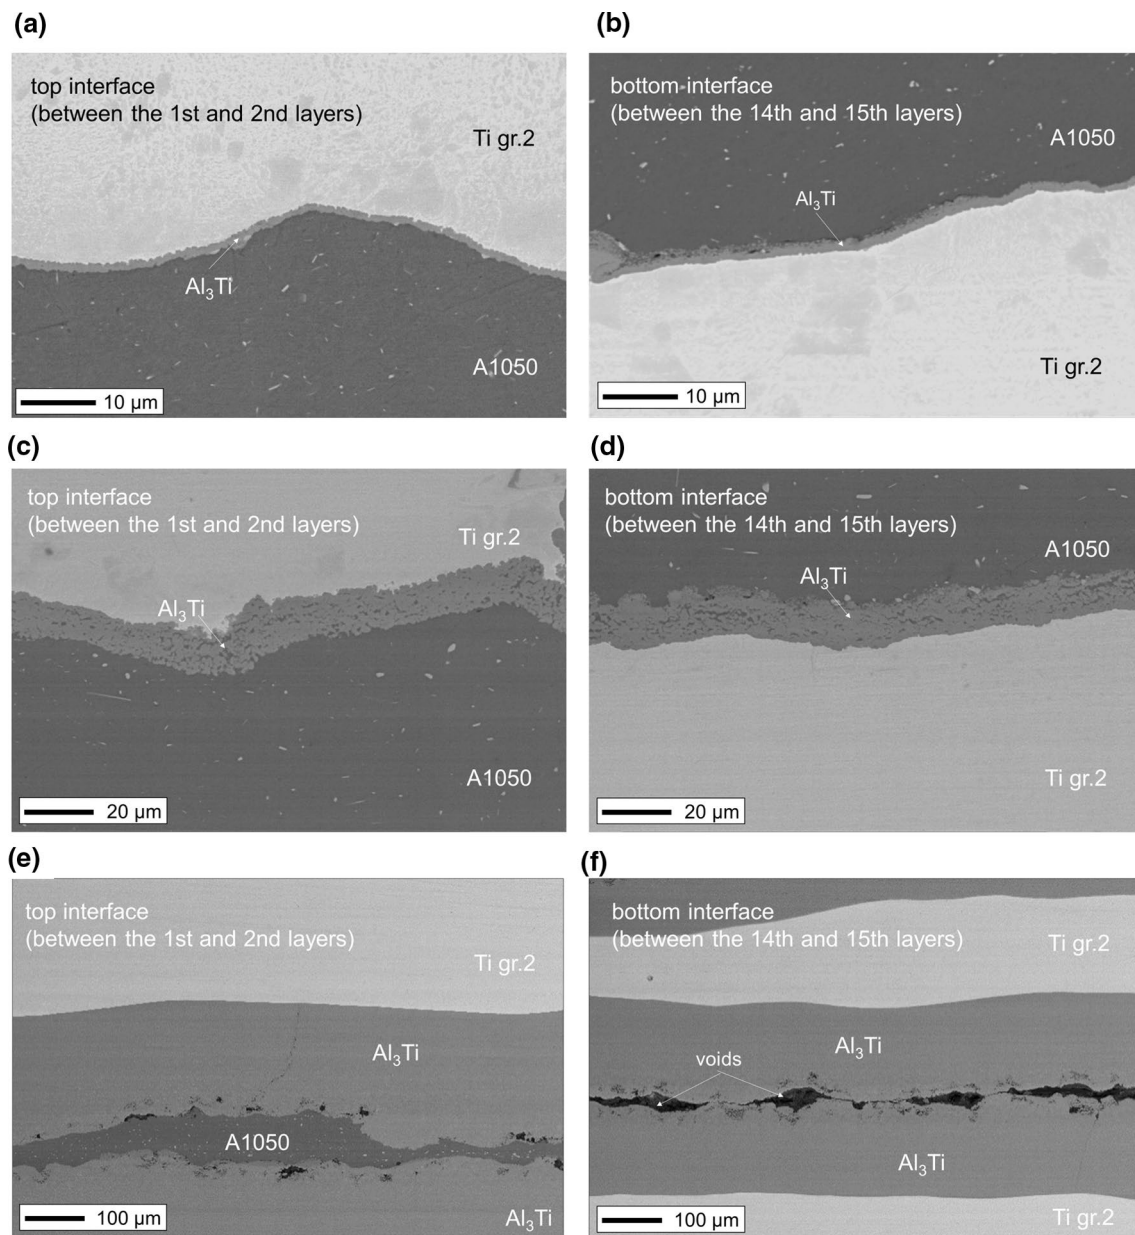 (a)
top interface
(between the 1st and 2nd layers)
Ti gr.2
Al₃Ti
A1050
10 µm
(b)
bottom interface
(between the 14th and 15th layers)
A1050
Al₃Ti
Ti gr.2
10 µm
(c)
top interface
(between the 1st and 2nd layers)
Ti gr.2
Al₃Ti
A1050
20 µm
(d)
bottom interface
(between the 14th and 15th layers)
A1050
Al₃Ti
Ti gr.2
20 µm
(e)
top interface
(between the 1st and 2nd layers)
Ti gr.2
Al₃Ti
A1050
100 µm
Al₃Ti
(f)
bottom interface
(between the 14th and 15th layers)
Ti gr.2
Al₃Ti
voids
Al₃Ti
100 µm
Ti gr.2